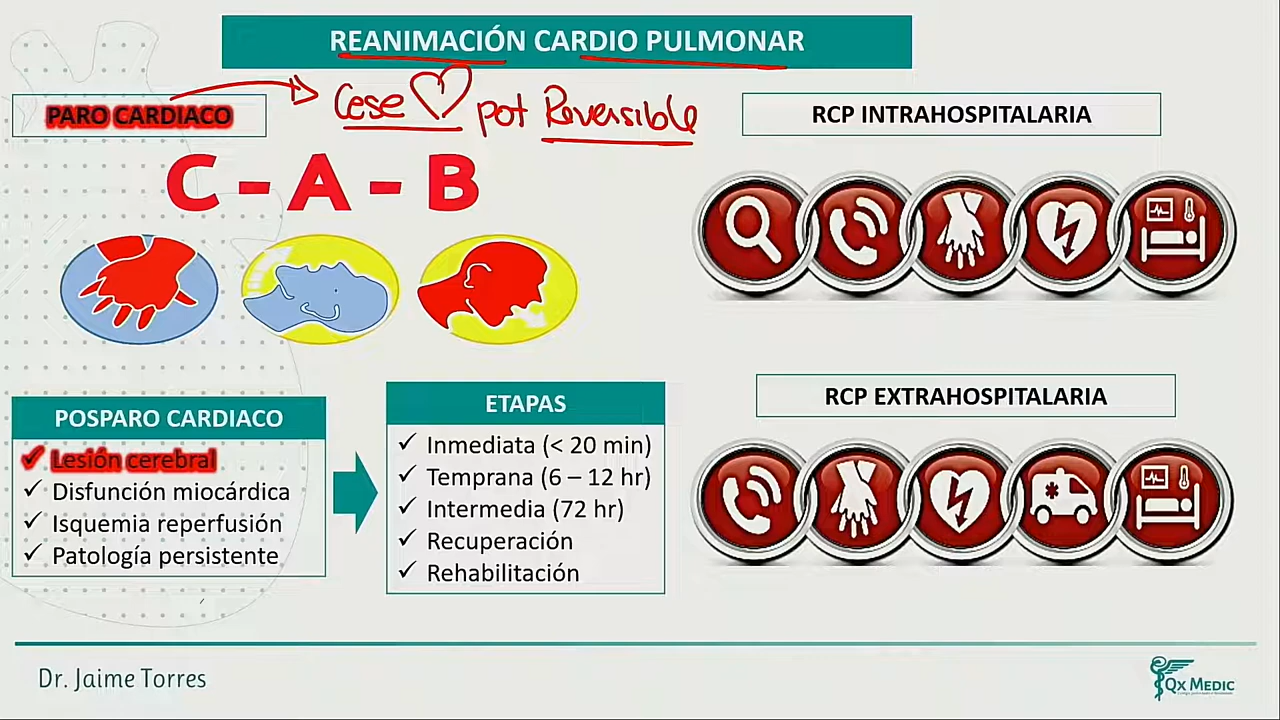 REANIMACIÓN CARDIO PULMONAR
PARO CARDIACO
Cese pot Reversible
C - A - B
POSPARO CARDIACO
✓ Lesión cerebral
✓ Disfunción miocárdica
✓ Isquemia reperfusión
✓ Patología persistente
ETAPAS
✓ Inmediata (< 20 min)
✓ Temprana (6 – 12 hr)
✓ Intermedia (72 hr)
✓ Recuperación
✓ Rehabilitación
RCP INTRAHOSPITALARIA
RCP EXTRAHOSPITALARIA
Dr. Jaime Torres
QX MEDIC